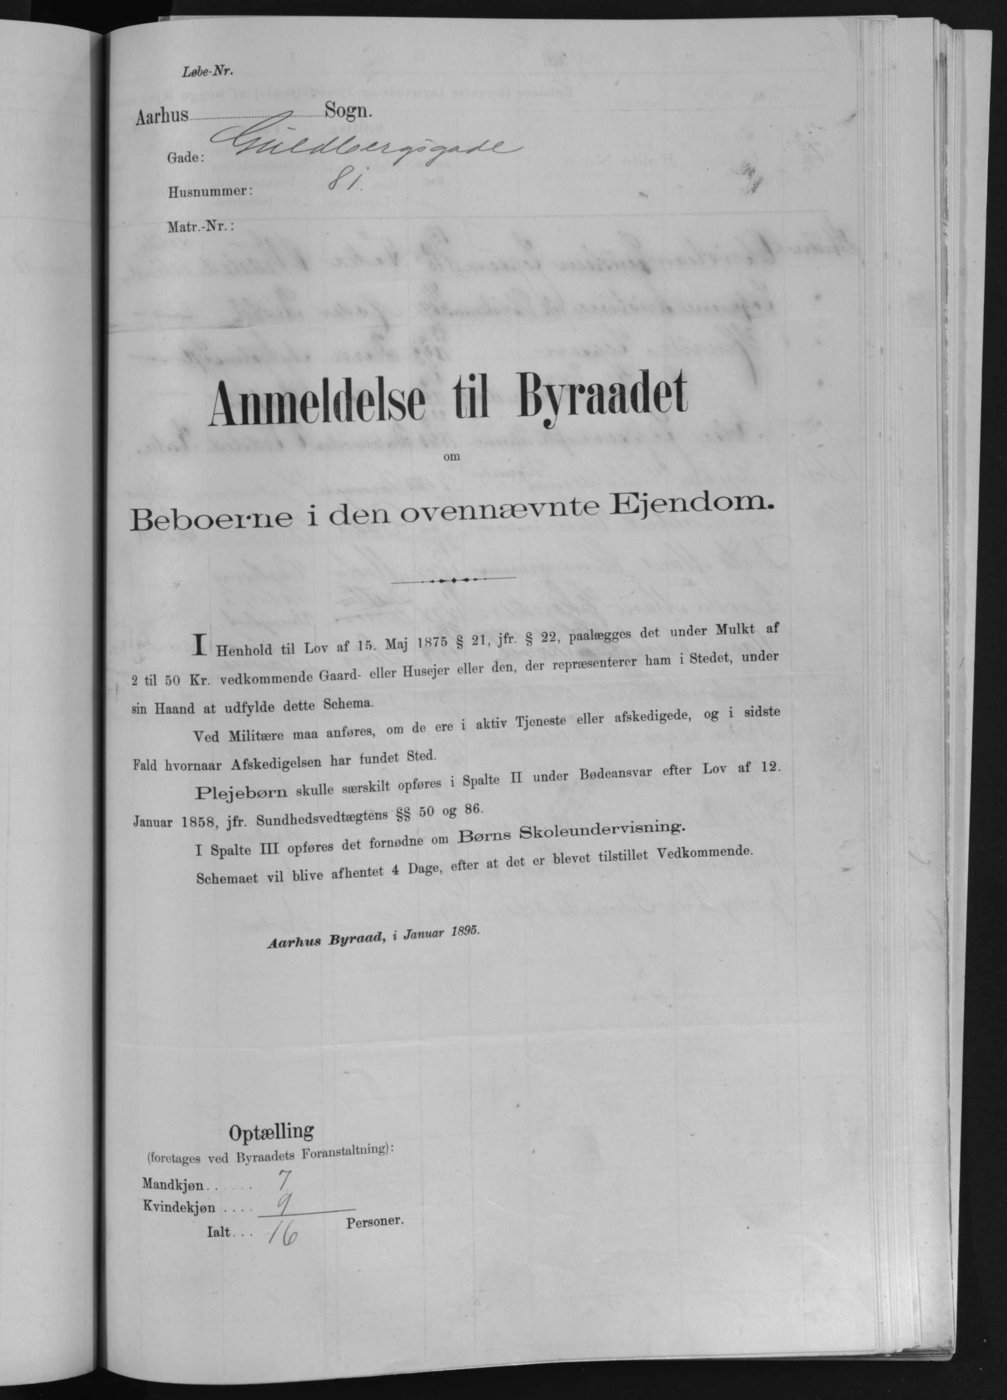 Løbe-Nr.
Aarhus Sogn.
Gade: Guldbergsgade
Husnummer: 81.
Matr.-Nr.:
Anmeldelse til Byraadet
om
Beboerne i den ovennævnte Ejendom.
I Henhold til Lov af 15. Maj 1875 § 21, jfr. § 22, paalægges det under Mulkt af
2 til 50 Kr. vedkommende Gaard- eller Husejer eller den, der repræsenterer ham i Stedet, under
sin Haand at udfylde dette Schema.
Ved Militære maa anføres, om de ere i aktiv Tjeneste eller afskedigede, og i sidste
Fald hvornaar Afskedigelsen har fundet Sted.
Plejebørn skulle særskilt opføres i Spalte II under Bødeansvar efter Lov af 12.
Januar 1858, jfr. Sundhedsvedtægtens §§ 50 og 86.
I Spalte III opføres det fornødne om Børns Skoleundervisning.
Schemaet vil blive afhentet 4 Dage, efter at det er blevet tilstillet Vedkommende.
Aarhus Byraad, i Januar 1895.
Optælling
(foretages ved Byraadets Foranstaltning):
Mandkjøn...... 7
Kvindekjøn .... 9
Ialt... 16 Personer.